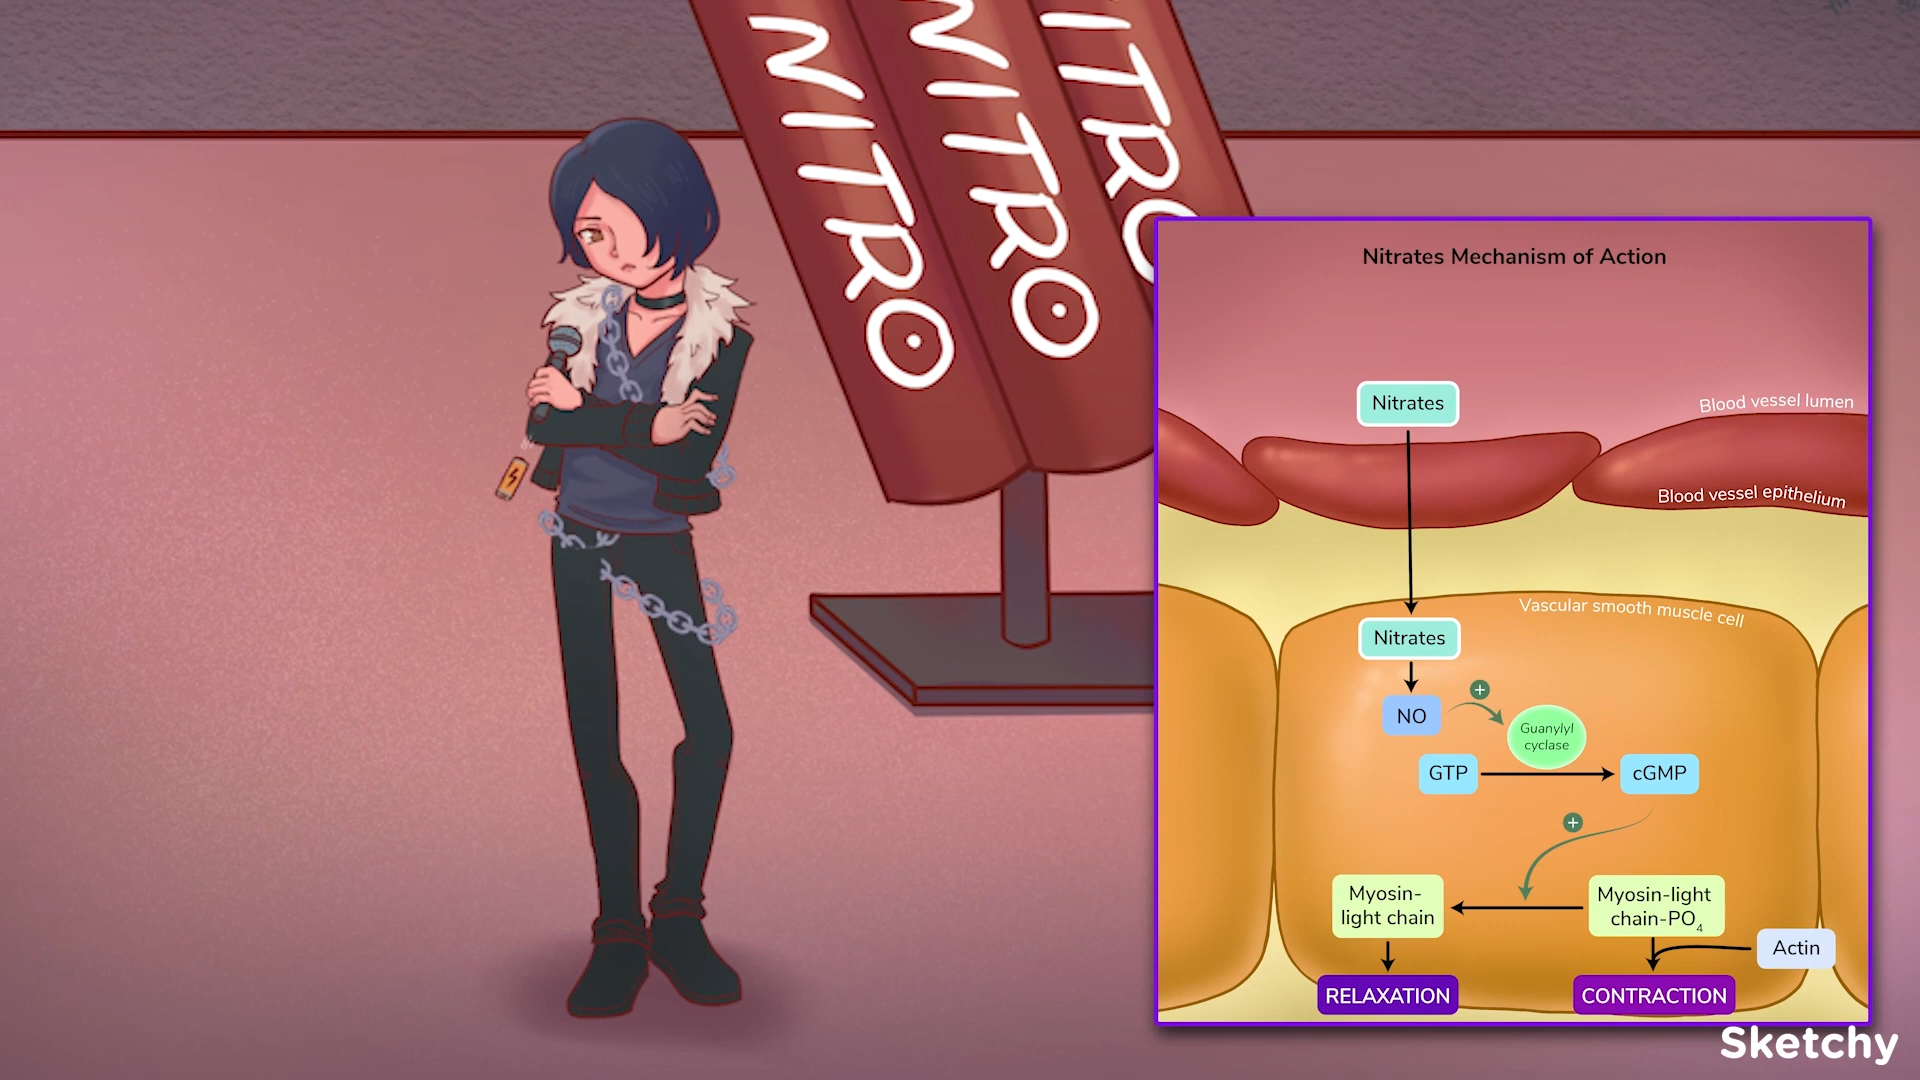 NITRO
NITRO
ITRO
Nitrates Mechanism of Action
Nitrates
Blood vessel lumen
Blood vessel epithelium
Vascular smooth muscle cell
Nitrates
+
NO
Guanylyl
cyclase
GTP
cGMP
+
Myosin-
light chain
Myosin-light
chain-PO₄
Actin
RELAXATION
CONTRACTION
Sketchy